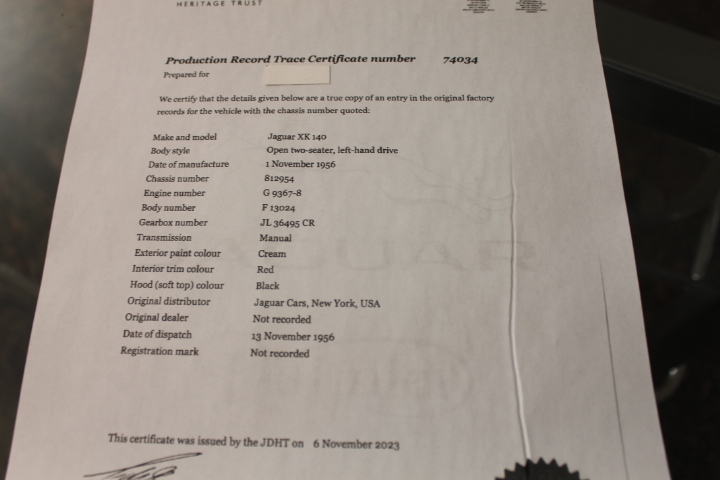 HERITAGE TRUST
Production Record Trace Certificate number 74034
Prepared for
We certify that the details given below are a true copy of an entry in the original factory
records for the vehicle with the chassis number quoted:
Make and model Jaguar XK 140
Body style Open two-seater, left-hand drive
Date of manufacture 1 November 1956
Chassis number 812954
Engine number G 9367-8
Body number F 13024
Gearbox number JL 36495 CR
Transmission Manual
Exterior paint colour Cream
Interior trim colour Red
Hood (soft top) colour Black
Original distributor Jaguar Cars, New York, USA
Original dealer Not recorded
Date of dispatch 13 November 1956
Registration mark Not recorded
This certificate was issued by the JDHT on 6 November 2023